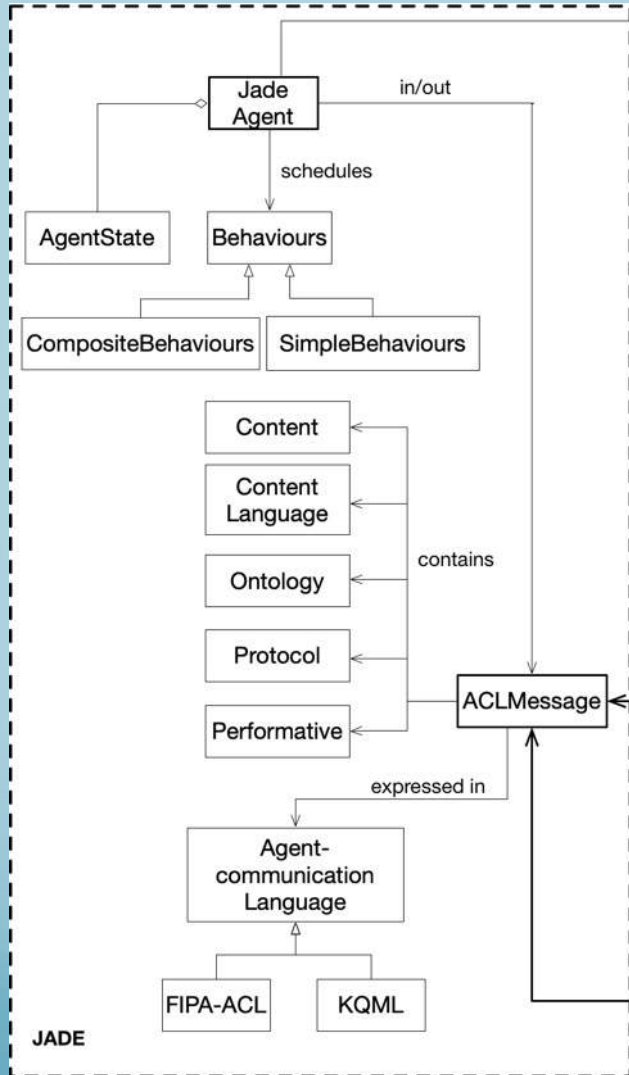 Jade
Agent
in/out
schedules
AgentState
Behaviours
CompositeBehaviours
SimpleBehaviours
Content
Content
Language
Ontology
contains
Protocol
ACLMessage
Performative
expressed in
Agent-
communication
Language
FIPA-ACL
KQML
JADE